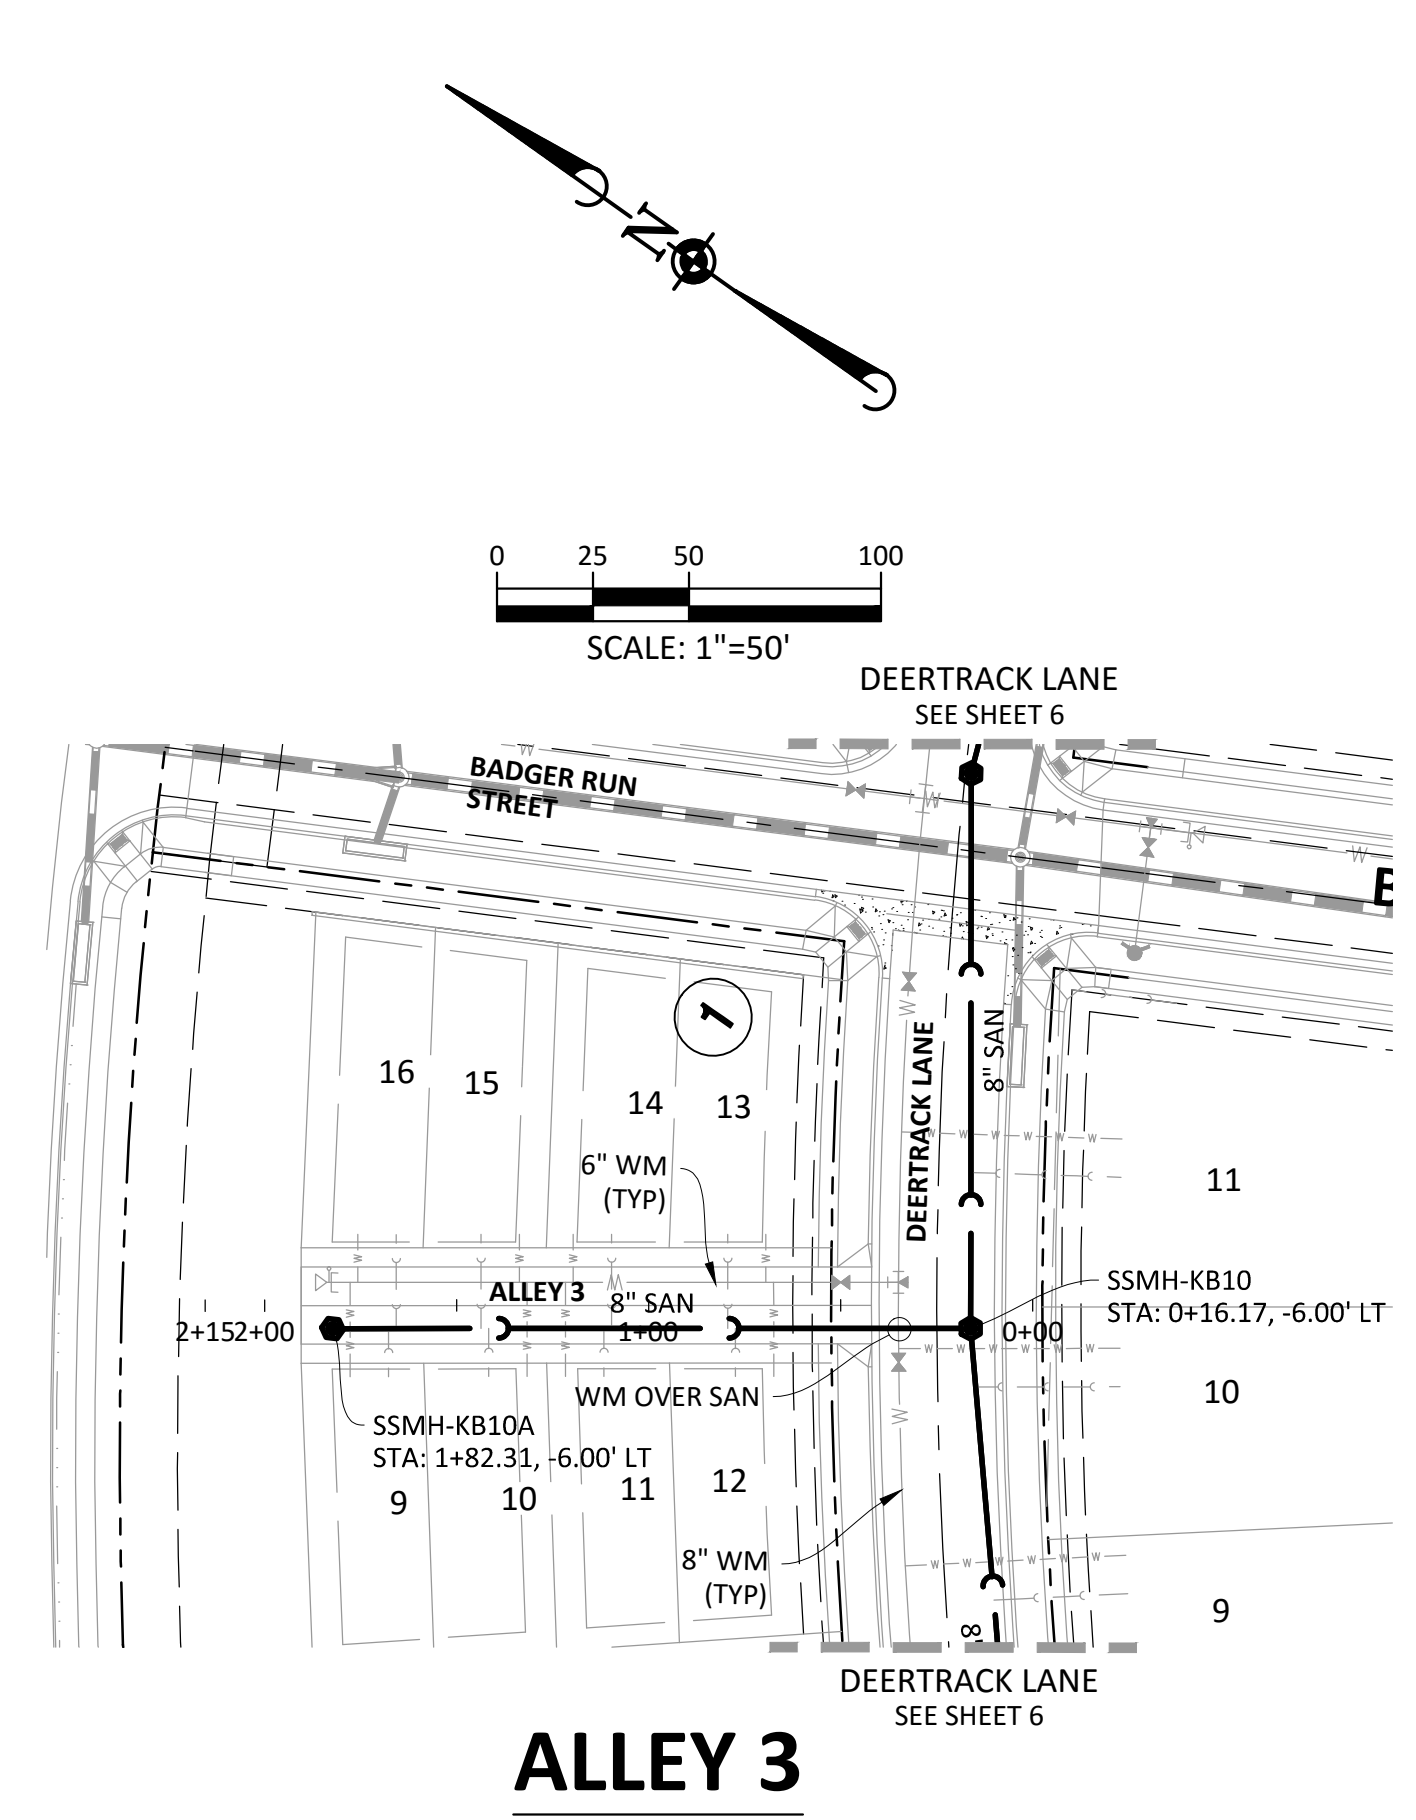 N
0 25 50 100
SCALE: 1"=50'
DEERTRACK LANE
SEE SHEET 6
BADGER RUN
STREET
W
W
W
W
B
1
16
15
14
13
8" SAN
DEERTRACK LANE
W
6" WM
(TYP)
11
ALLEY 3
8" SAN
SSMH-KB10
STA: 0+16.17, -6.00' LT
2+15
2+00
1+00
0+00
WM OVER SAN
10
SSMH-KB10A
STA: 1+82.31, -6.00' LT
W
9
10
11
12
8" WM
(TYP)
9
8"
DEERTRACK LANE
SEE SHEET 6
ALLEY 3